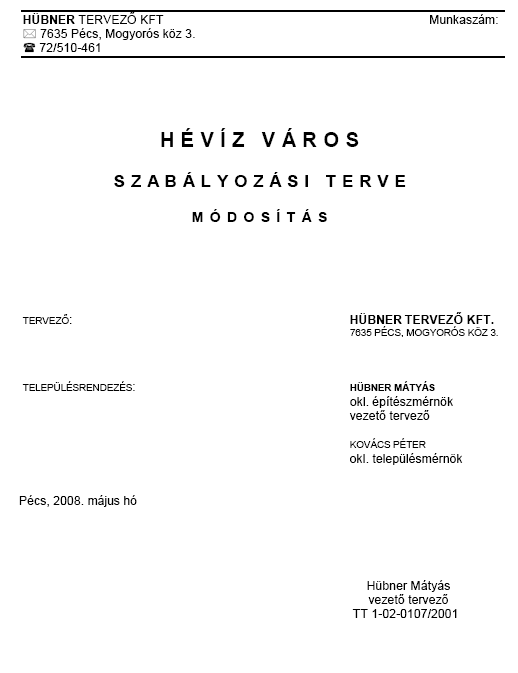 HÜBNER TERVEZŐ KFT Munkaszám:
7635 Pécs, Mogyorós köz 3.
72/510-461
HÉVÍZ VÁROS
SZABÁLYOZÁSI TERVE
MÓDOSÍTÁS
TERVEZŐ: HÜBNER TERVEZŐ KFT.
7635 PÉCS, MOGYORÓS KÖZ 3.
TELEPÜLÉSRENDEZÉS: HÜBNER MÁTYÁS
okl. építészmérnök
vezető tervező
KOVÁCS PÉTER
okl. településmérnök
Pécs, 2008. május hó
Hübner Mátyás
vezető tervező
TT 1-02-0107/2001